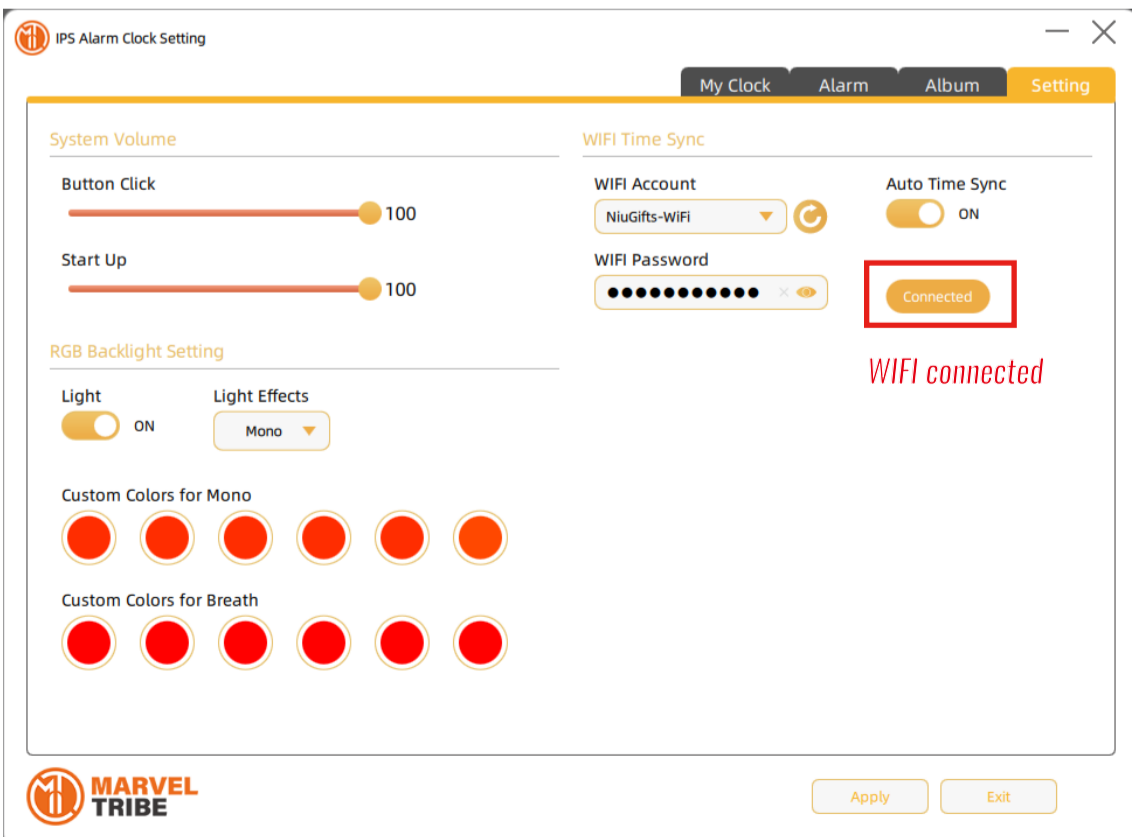 IPS Alarm Clock Setting
My Clock
Alarm
Album
Setting
System Volume
Button Click
100
Start Up
100
RGB Backlight Setting
Light
ON
Light Effects
Mono
Custom Colors for Mono
Custom Colors for Breath
WIFI Time Sync
WIFI Account
NiuGifts-WiFi
Auto Time Sync
ON
WIFI Password
●●●●●●●●●●●
Connected
WIFI connected
MARVEL
TRIBE
Apply
Exit